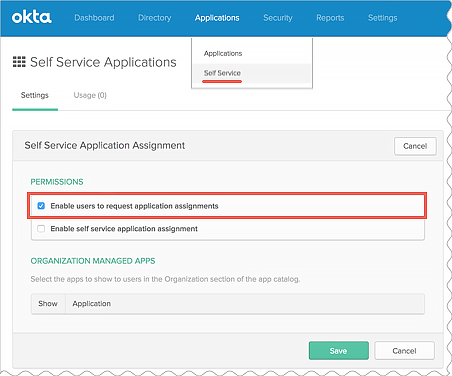 okta Dashboard Directory Applications Security Reports Settings
Applications
Self Service
Self Service Applications
Settings Usage (0)
Self Service Application Assignment Cancel
PERMISSIONS
Enable users to request application assignments
Enable self service application assignment
ORGANIZATION MANAGED APPS
Select the apps to show to users in the Organization section of the app catalog.
Show Application
Save Cancel